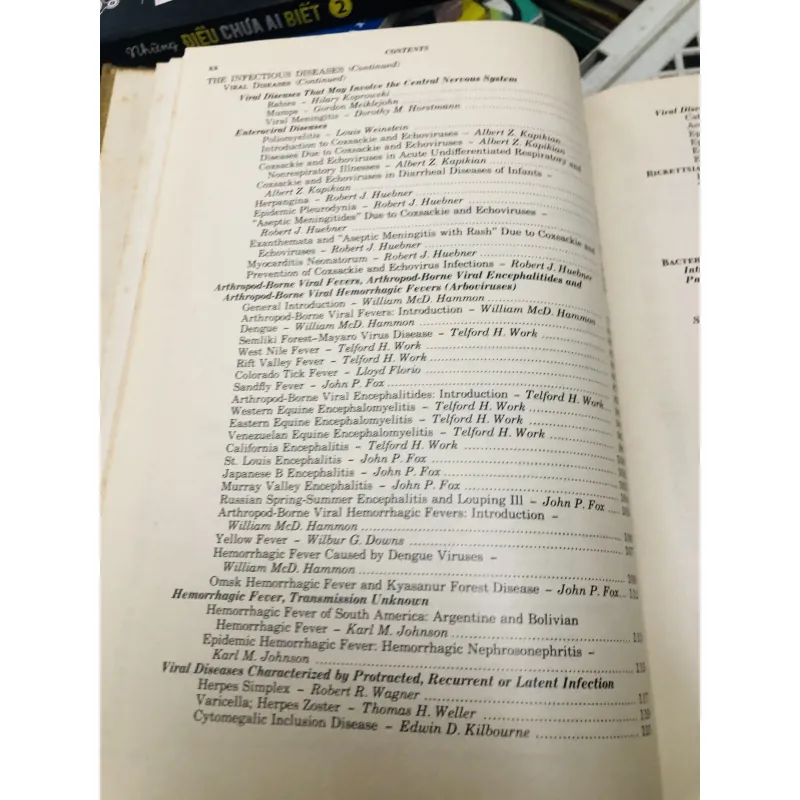 Những ĐIỀU CHƯA AI BIẾT 2
CONTENTS
THE INFECTIOUS DISEASES (Continued)
VIRAL DISEASES (Continued)
Viral Diseases That May Involve the Central Nervous System
Rabies – Hilary Koprowski
Mumps – Gordon Meiklejohn
Viral Meningitis – Dorothy M. Horstmann
Enteroviral Diseases
Poliomyelitis – Louis Weinstein
Introduction to Coxsackie and Echoviruses – Albert Z. Kapikian
Diseases Due to Coxsackie and Echoviruses – Albert Z. Kapikian
Coxsackie and Echoviruses in Acute Undifferentiated Respiratory and
Nonrespiratory Illnesses – Albert Z. Kapikian
Coxsackie and Echoviruses in Diarrheal Diseases of Infants –
Albert Z. Kapikian
Herpangina – Robert J. Huebner
Epidemic Pleurodynia – Robert J. Huebner
"Aseptic Meningitides" Due to Coxsackie and Echoviruses –
Robert J. Huebner
Exanthemata and "Aseptic Meningitis with Rash" Due to Coxsackie and
Echoviruses – Robert J. Huebner
Myocarditis Neonatorum – Robert J. Huebner
Prevention of Coxsackie and Echovirus Infections – Robert J. Huebner
Arthropod-Borne Viral Fevers, Arthropod-Borne Viral Encephalitides and
Arthropod-Borne Viral Hemorrhagic Fevers (Arboviruses)
General Introduction – William McD. Hammon
Arthropod-Borne Viral Fevers: Introduction – William McD. Hammon
Dengue – William McD. Hammon
Semliki Forest–Mayaro Virus Disease – Telford H. Work
West Nile Fever – Telford H. Work
Rift Valley Fever – Telford H. Work
Colorado Tick Fever – Lloyd Florio
Sandfly Fever – John P. Fox
Arthropod-Borne Viral Encephalitides: Introduction – Telford H. Work
Western Equine Encephalomyelitis – Telford H. Work
Eastern Equine Encephalomyelitis – Telford H. Work
Venezuelan Equine Encephalomyelitis – Telford H. Work
California Encephalitis – Telford H. Work
St. Louis Encephalitis – John P. Fox
Japanese B Encephalitis – John P. Fox
Murray Valley Encephalitis – John P. Fox
Russian Spring-Summer Encephalitis and Louping Ill – John P. Fox
Arthropod-Borne Viral Hemorrhagic Fevers: Introduction –
William McD. Hammon
Yellow Fever – Wilbur G. Downs
Hemorrhagic Fever Caused by Dengue Viruses –
William McD. Hammon
Omsk Hemorrhagic Fever and Kyasanur Forest Disease – John P. Fox
Hemorrhagic Fever, Transmission Unknown
Hemorrhagic Fever of South America: Argentine and Bolivian
Hemorrhagic Fever – Karl M. Johnson
Epidemic Hemorrhagic Fever: Hemorrhagic Nephrosonephritis –
Karl M. Johnson
Viral Diseases Characterized by Protracted, Recurrent or Latent Infection
Herpes Simplex – Robert R. Wagner
Varicella; Herpes Zoster – Thomas H. Weller
Cytomegalic Inclusion Disease – Edwin D. Kilbourne